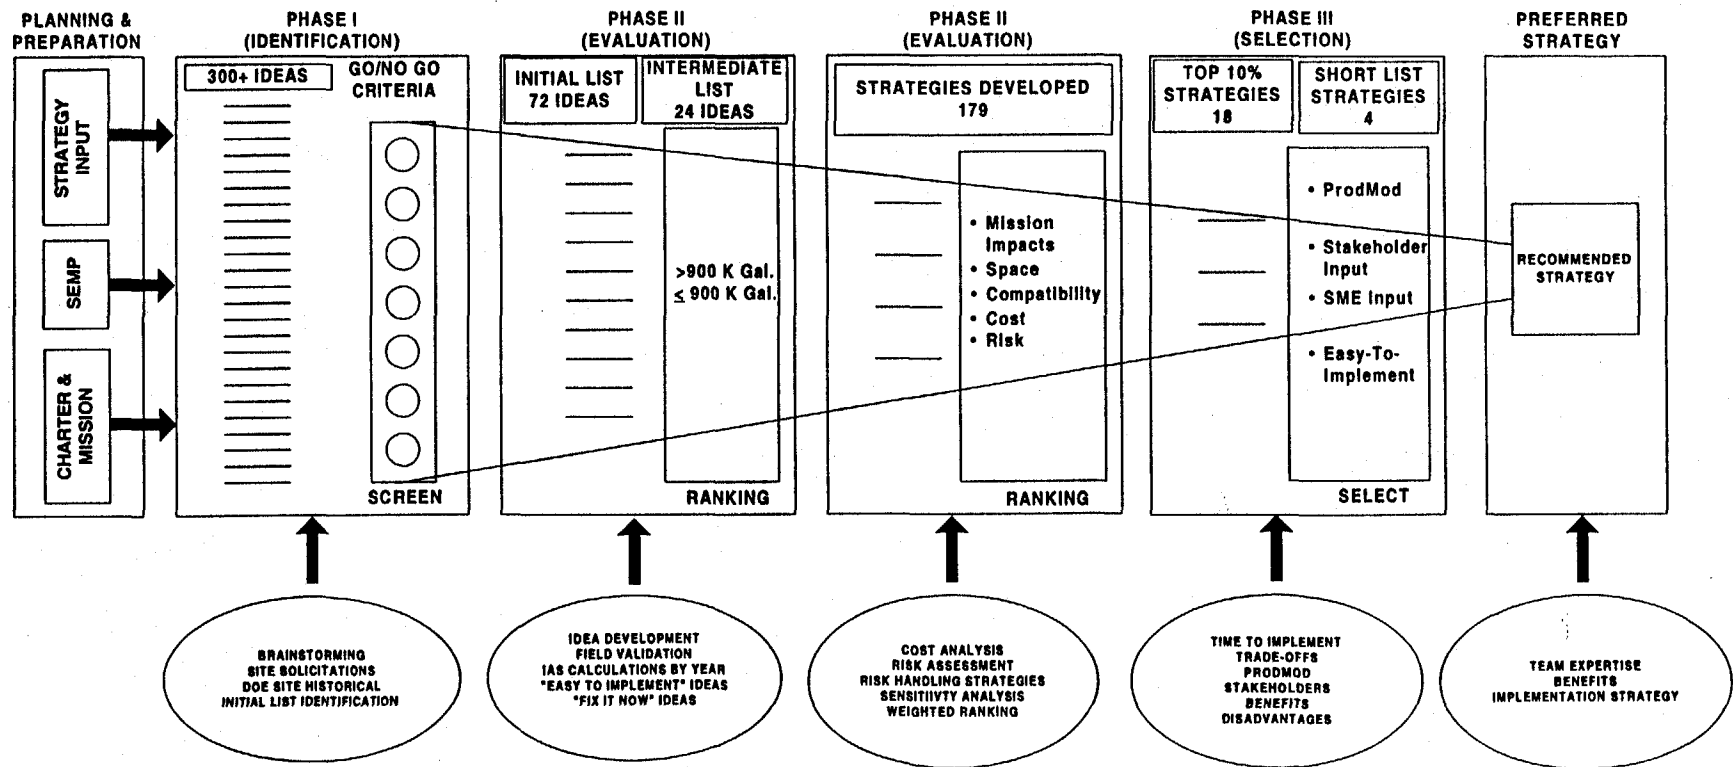 PLANNING &
PREPARATION
STRATEGY
INPUT
SEMP
CHARTER &
MISSION
PHASE I
(IDENTIFICATION)
300+ IDEAS
GO/NO GO
CRITERIA
SCREEN
BRAINSTORMING
SITE SOLICITATIONS
DOE SITE HISTORICAL
INITIAL LIST IDENTIFICATION
PHASE II
(EVALUATION)
INITIAL LIST
72 IDEAS
INTERMEDIATE
LIST
24 IDEAS
>900 K Gal.
≤ 900 K Gal.
RANKING
IDEA DEVELOPMENT
FIELD VALIDATION
IAS CALCULATIONS BY YEAR
"EASY TO IMPLEMENT" IDEAS
"FIX IT NOW" IDEAS
PHASE II
(EVALUATION)
STRATEGIES DEVELOPED
179
• Mission
Impacts
• Space
• Compatibility
• Cost
• Risk
RANKING
COST ANALYSIS
RISK ASSESSMENT
RISK HANDLING STRATEGIES
SENSITIIVTY ANALYSIS
WEIGHTED RANKING
PHASE III
(SELECTION)
TOP 10%
STRATEGIES
18
SHORT LIST
STRATEGIES
4
• ProdMod
• Stakeholder
Input
• SME Input
• Easy-To-
Implement
SELECT
TIME TO IMPLEMENT
TRADE-OFFS
PRODMOD
STAKEHOLDERS
BENEFITS
DISADVANTAGES
PREFERRED
STRATEGY
RECOMMENDED
STRATEGY
TEAM EXPERTISE
BENEFITS
IMPLEMENTATION STRATEGY